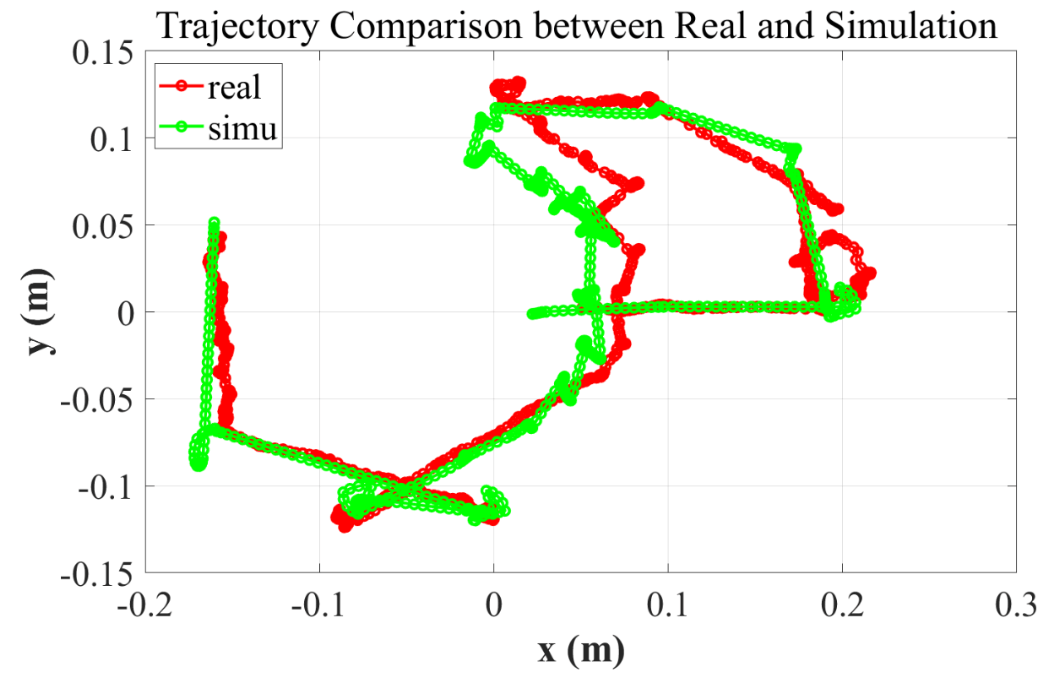 Trajectory Comparison between Real and Simulation
real
simu
0.15
0.1
0.05
0
-0.05
-0.1
-0.15
y (m)
-0.2
-0.1
0
0.1
0.2
0.3
x (m)